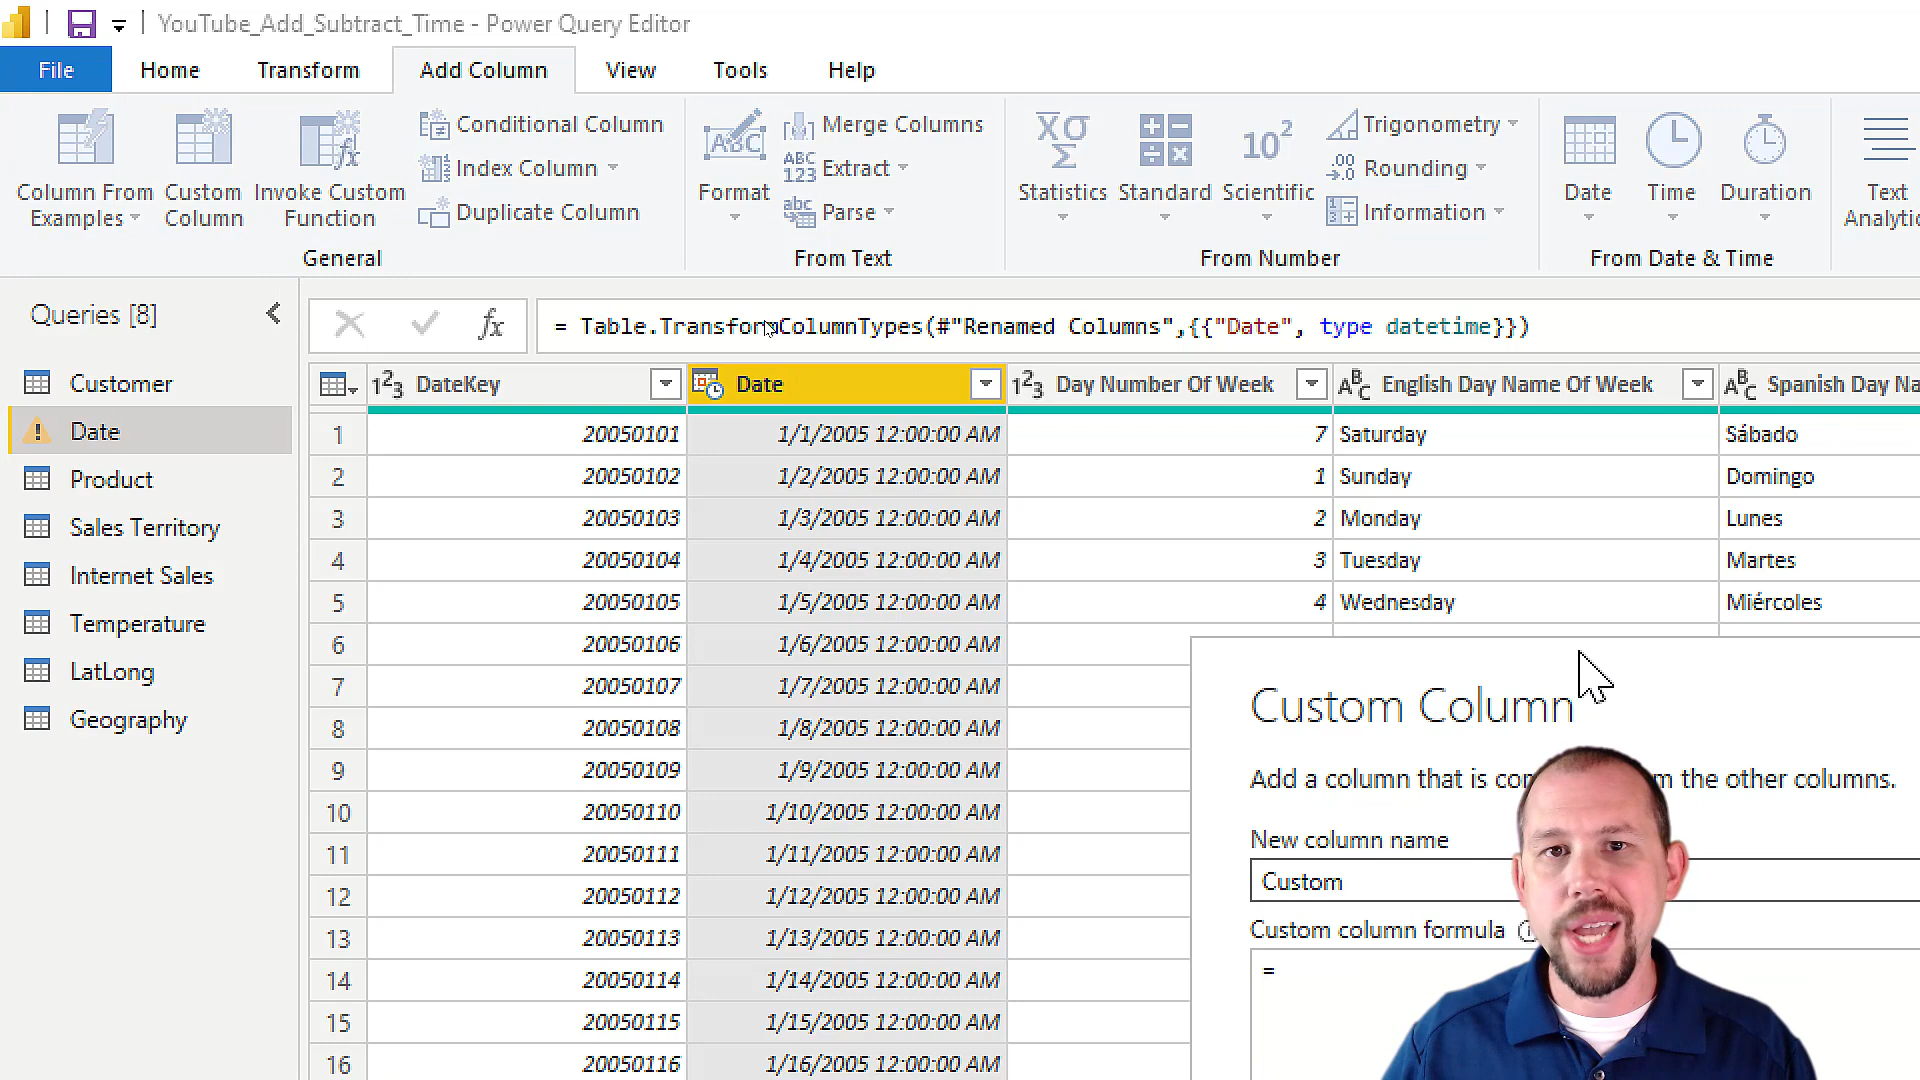 YouTube_Add_Subtract_Time - Power Query Editor
File Home Transform Add Column View Tools Help
Column From Examples
Custom Column
Invoke Custom Function
Conditional Column
Index Column
Duplicate Column
General
Format
Merge Columns
Extract
Parse
From Text
Statistics
Standard
Scientific
Trigonometry
Rounding
Information
From Number
Date
Time
Duration
From Date & Time
Text
Queries [8]
Customer
Date
Product
Sales Territory
Internet Sales
Temperature
LatLong
Geography
fx = Table.TransformColumnTypes(#"Renamed Columns",{{"Date", type datetime}})
DateKey Date Day Number Of Week English Day Name Of Week Spanish Day
1 20050101 1/1/2005 12:00:00 AM 7 Saturday Sábado
2 20050102 1/2/2005 12:00:00 AM 1 Sunday Domingo
3 20050103 1/3/2005 12:00:00 AM 2 Monday Lunes
4 20050104 1/4/2005 12:00:00 AM 3 Tuesday Martes
5 20050105 1/5/2005 12:00:00 AM 4 Wednesday Miércoles
6 20050106 1/6/2005 12:00:00 AM
7 20050107 1/7/2005 12:00:00 AM
8 20050108 1/8/2005 12:00:00 AM
9 20050109 1/9/2005 12:00:00 AM
10 20050110 1/10/2005 12:00:00 AM
11 20050111 1/11/2005 12:00:00 AM
12 20050112 1/12/2005 12:00:00 AM
13 20050113 1/13/2005 12:00:00 AM
14 20050114 1/14/2005 12:00:00 AM
15 20050115 1/15/2005 12:00:00 AM
16 20050116 1/16/2005 12:00:00 AM
Custom Column
Add a column that is the other columns.
New column name
Custom
Custom column formula
=